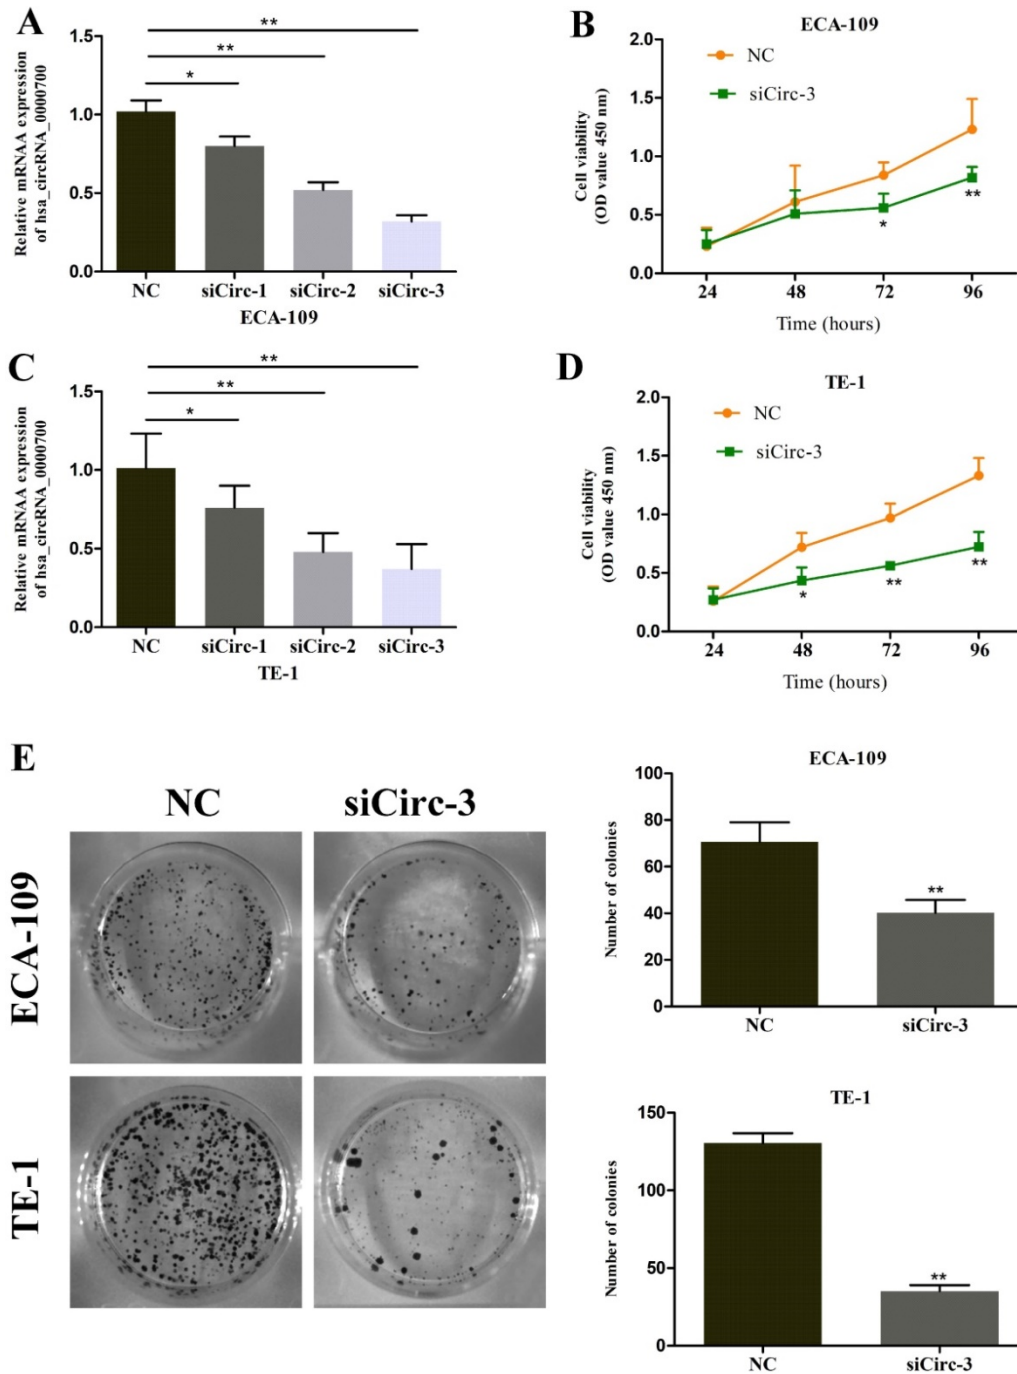 A
Relative mRNAA expression
of hsa_circRNA_0000700
1.5
1.0
0.5
0.0
*
**
**
NC siCirc-1 siCirc-2 siCirc-3
ECA-109
B
ECA-109
Cell viability
(OD value 450 nm)
2.0
1.5
1.0
0.5
0.0
NC
siCirc-3
*
**
24 48 72 96
Time (hours)
C
Relative mRNAA expression
of hsa_circRNA_0000700
1.5
1.0
0.5
0.0
*
**
**
NC siCirc-1 siCirc-2 siCirc-3
TE-1
D
TE-1
Cell viability
(OD value 450 nm)
2.0
1.5
1.0
0.5
0.0
NC
siCirc-3
*
**
**
24 48 72 96
Time (hours)
E
NC siCirc-3
ECA-109
TE-1
ECA-109
Number of colonies
100
80
60
40
20
0
**
NC siCirc-3
TE-1
Number of colonies
150
100
50
0
**
NC siCirc-3